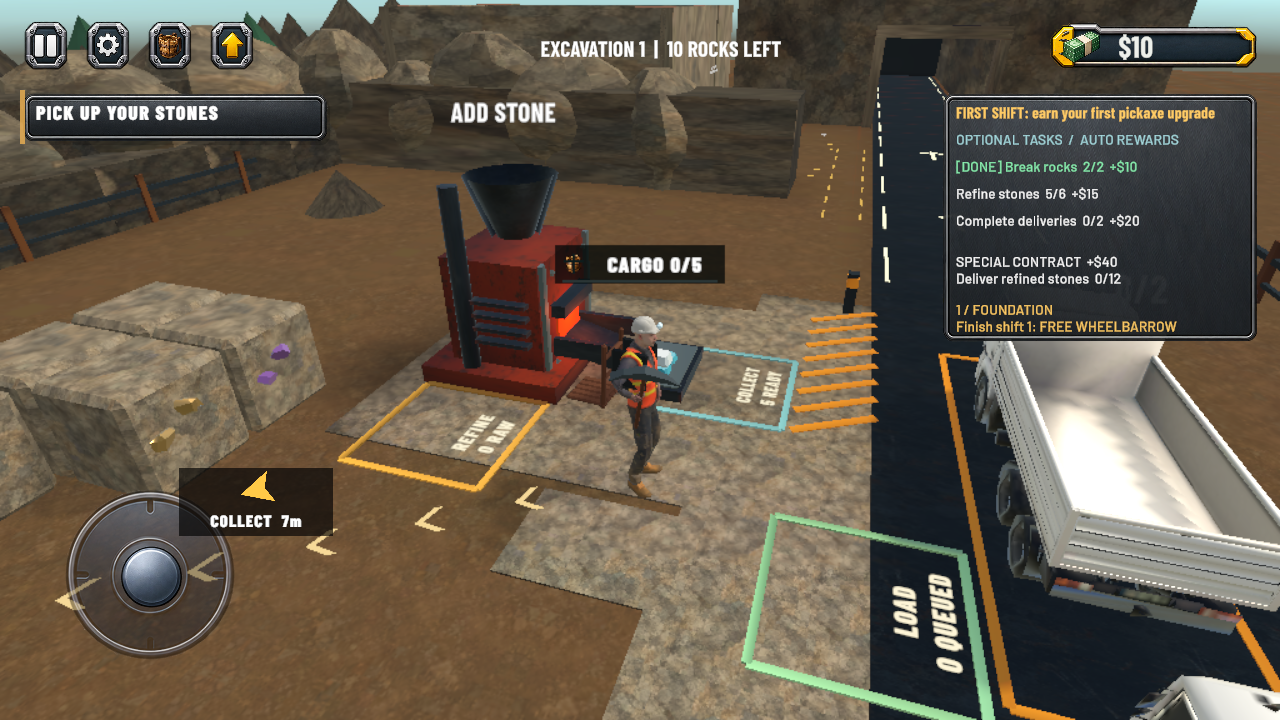 EXCAVATION 1 | 10 ROCKS LEFT
$10
PICK UP YOUR STONES
ADD STONE
FIRST SHIFT: earn your first pickaxe upgrade
OPTIONAL TASKS / AUTO REWARDS
[DONE] Break rocks 2/2 +$10
Refine stones 5/6 +$15
Complete deliveries 0/2 +$20
SPECIAL CONTRACT +$40
Deliver refined stones 0/12
1 / FOUNDATION
Finish shift 1: FREE WHEELBARROW
CARGO 0/5
COLLECT
5 READY
REFINE
0 RAW
COLLECT 7m
LOAD
0 QUEUED